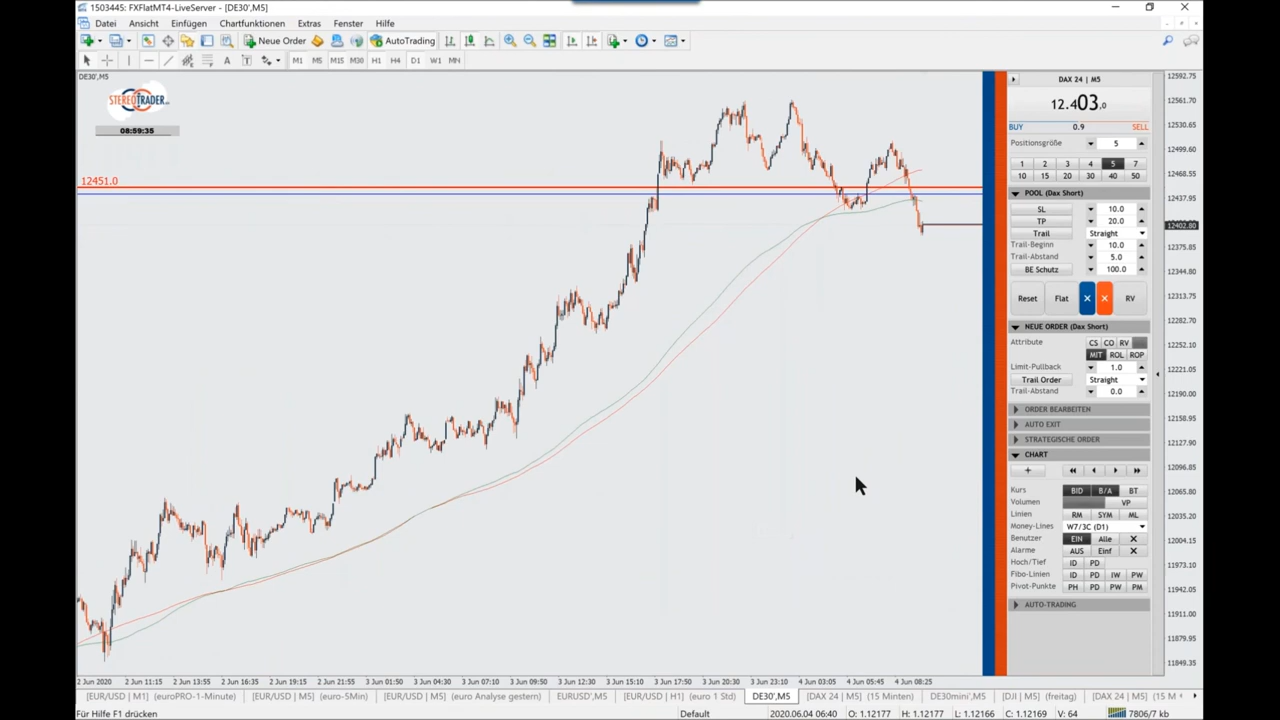 1503445: FXFlatMT4-LiveServer - [DE30',M5]
Datei Ansicht Einfügen Chartfunktionen Extras Fenster Hilfe
Neue Order AutoTrading
A T M1 M5 M15 M30 H1 H4 D1 W1 MN
DE30',M5
STEREOTRADER
08:59:35
12451.0
DAX 24 | M5
12.403,0
BUY 0.9 SELL
Positionsgröße 5
1 2 3 4 5 7
10 15 20 30 40 50
POOL (Dax Short)
SL 10.0
TP 20.0
Trail Straight
Trail-Beginn 10.0
Trail-Abstand 5.0
BE Schutz 100.0
Reset Flat × × RV
NEUE ORDER (Dax Short)
Attribute CS CO RV
MIT ROL ROP
Limit-Pullback 1.0
Trail Order Straight
Trail-Abstand 0.0
ORDER BEARBEITEN
AUTO EXIT
STRATEGISCHE ORDER
CHART
+
Kurs BID B/A BT
Volumen VP
Linien RM SYM ML
Money-Lines W7/3C (D1)
Benutzer EIN Alle X
Alarme AUS Einf X
Hoch/Tief ID PD
Fibo-Linien ID PD IW PW
Pivot-Punkte PH PD PW PM
AUTO-TRADING
12592.75
12561.70
12530.65
12499.60
12468.55
12437.95
12402.80
12375.85
12344.80
12313.75
12282.70
12252.10
12221.05
12190.00
12158.95
12127.90
12096.85
12065.80
12035.20
12004.15
11973.10
11942.05
11911.00
11879.95
11849.35
2 Jun 2020 2 Jun 11:15 2 Jun 13:55 2 Jun 16:35 2 Jun 19:15 2 Jun 21:55 3 Jun 01:50 3 Jun 04:30 3 Jun 07:10 3 Jun 09:50 3 Jun 12:30 3 Jun 15:10 3 Jun 17:50 3 Jun 20:30 3 Jun 23:10 4 Jun 03:05 4 Jun 05:45 4 Jun 08:25
[EUR/USD | M1] (euroPRO-1-Minute) [EUR/USD | M5] (euro-5Min) [EUR/USD | M5] (euro Analyse gestern) EURUSD',M5 [EUR/USD | H1] (euro 1 Std) DE30',M5 [DAX 24 | M5] (15 Minten) DE30mini',M5 [DJI | M5] (freitag) [DAX 24 | M5] (15 M
Für Hilfe F1 drücken Default 2020.06.04 06:40 O: 1.12177 H: 1.12177 L: 1.12166 C: 1.12169 V: 64 7806/7 kb